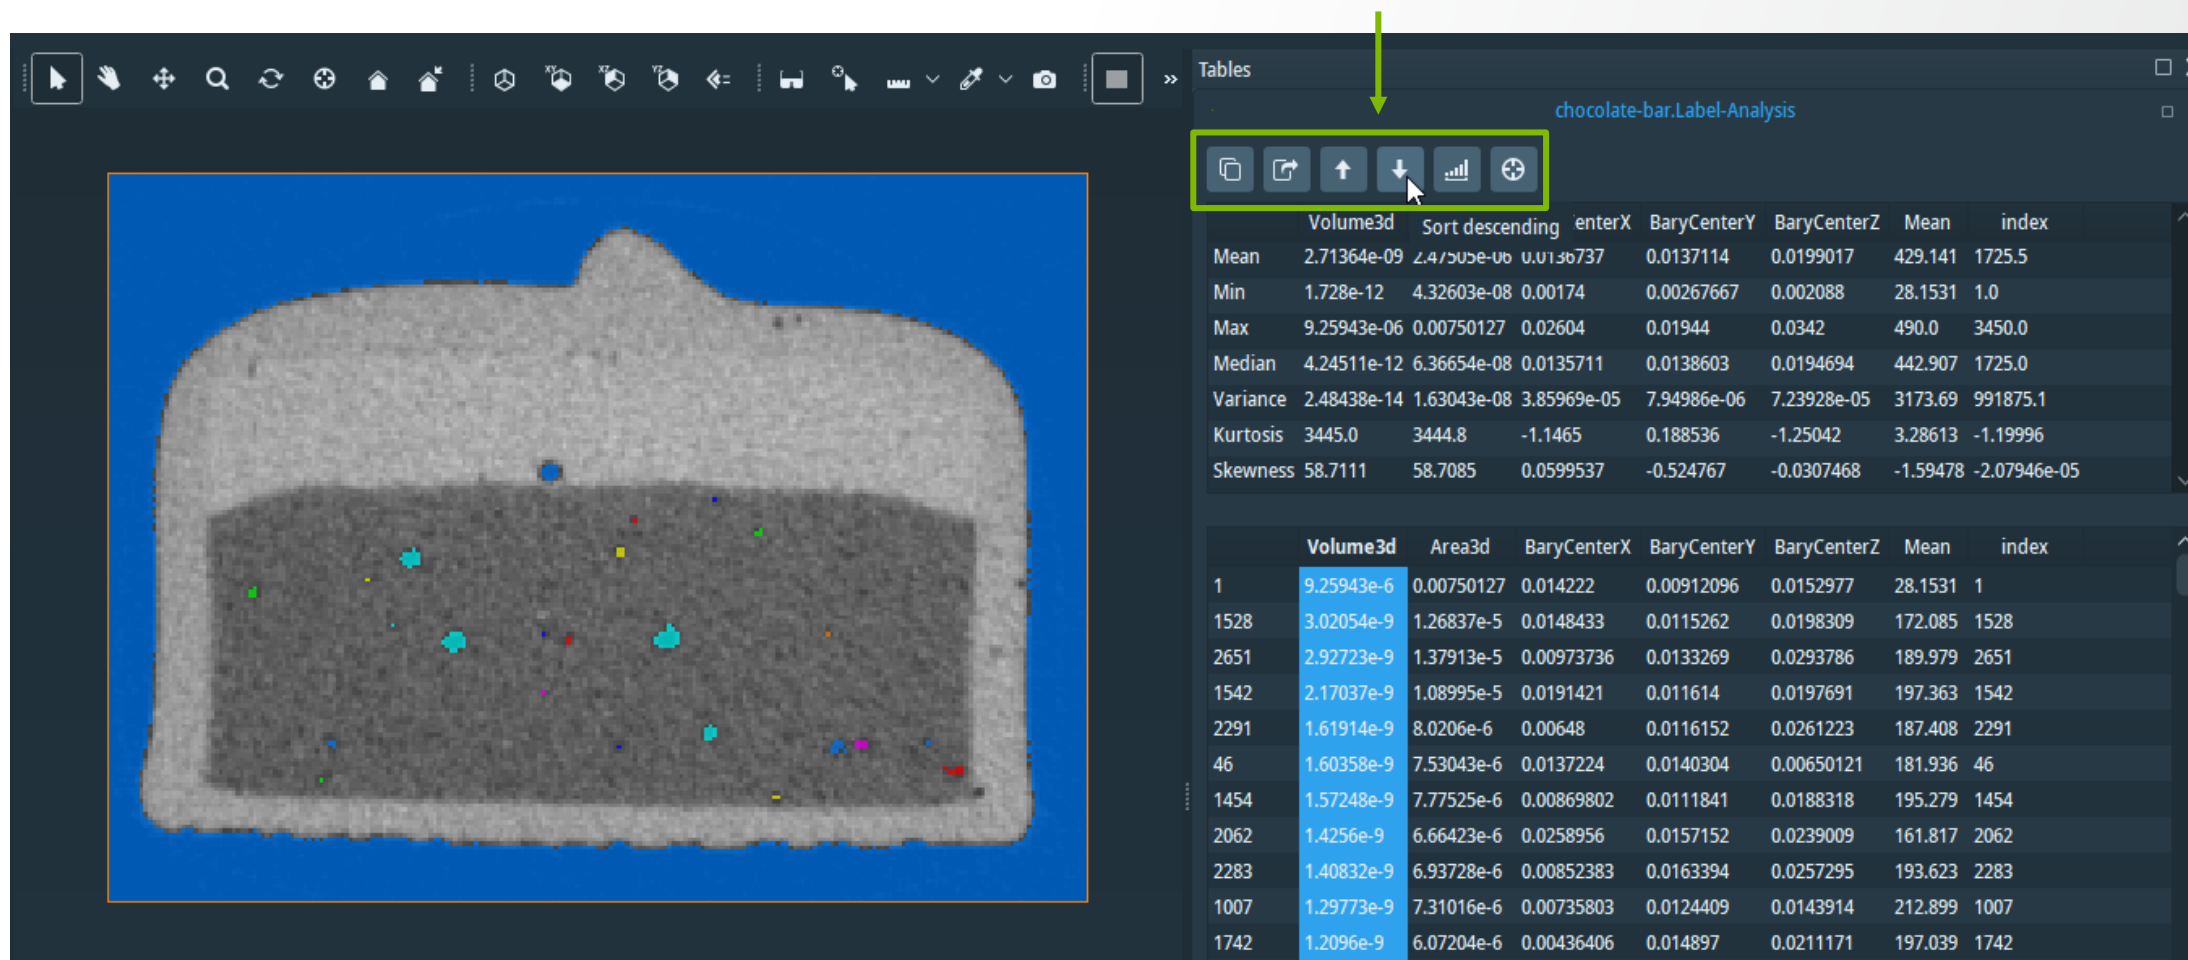 XY XZ YZ
Tables
chocolate-bar.Label-Analysis
Volume3d Sort descending enterX BaryCenterY BaryCenterZ Mean index
Mean 2.71364e-09 2.47505e-06 0.0136737 0.0137114 0.0199017 429.141 1725.5
Min 1.728e-12 4.32603e-08 0.00174 0.00267667 0.002088 28.1531 1.0
Max 9.25943e-06 0.00750127 0.02604 0.01944 0.0342 490.0 3450.0
Median 4.24511e-12 6.36654e-08 0.0135711 0.0138603 0.0194694 442.907 1725.0
Variance 2.48438e-14 1.63043e-08 3.85969e-05 7.94986e-06 7.23928e-05 3173.69 991875.1
Kurtosis 3445.0 3444.8 -1.1465 0.188536 -1.25042 3.28613 -1.19996
Skewness 58.7111 58.7085 0.0599537 -0.524767 -0.0307468 -1.59478 -2.07946e-05
Volume3d Area3d BaryCenterX BaryCenterY BaryCenterZ Mean index
1 9.25943e-6 0.00750127 0.014222 0.00912096 0.0152977 28.1531 1
1528 3.02054e-9 1.26837e-5 0.0148433 0.0115262 0.0198309 172.085 1528
2651 2.92723e-9 1.37913e-5 0.00973736 0.0133269 0.0293786 189.979 2651
1542 2.17037e-9 1.08995e-5 0.0191421 0.011614 0.0197691 197.363 1542
2291 1.61914e-9 8.0206e-6 0.00648 0.0116152 0.0261223 187.408 2291
46 1.60358e-9 7.53043e-6 0.0137224 0.0140304 0.00650121 181.936 46
1454 1.57248e-9 7.77525e-6 0.00869802 0.0111841 0.0188318 195.279 1454
2062 1.4256e-9 6.66423e-6 0.0258956 0.0157152 0.0239009 161.817 2062
2283 1.40832e-9 6.93728e-6 0.00852383 0.0163394 0.0257295 193.623 2283
1007 1.29773e-9 7.31016e-6 0.00735803 0.0124409 0.0143914 212.899 1007
1742 1.2096e-9 6.07204e-6 0.00436406 0.014897 0.0211171 197.039 1742